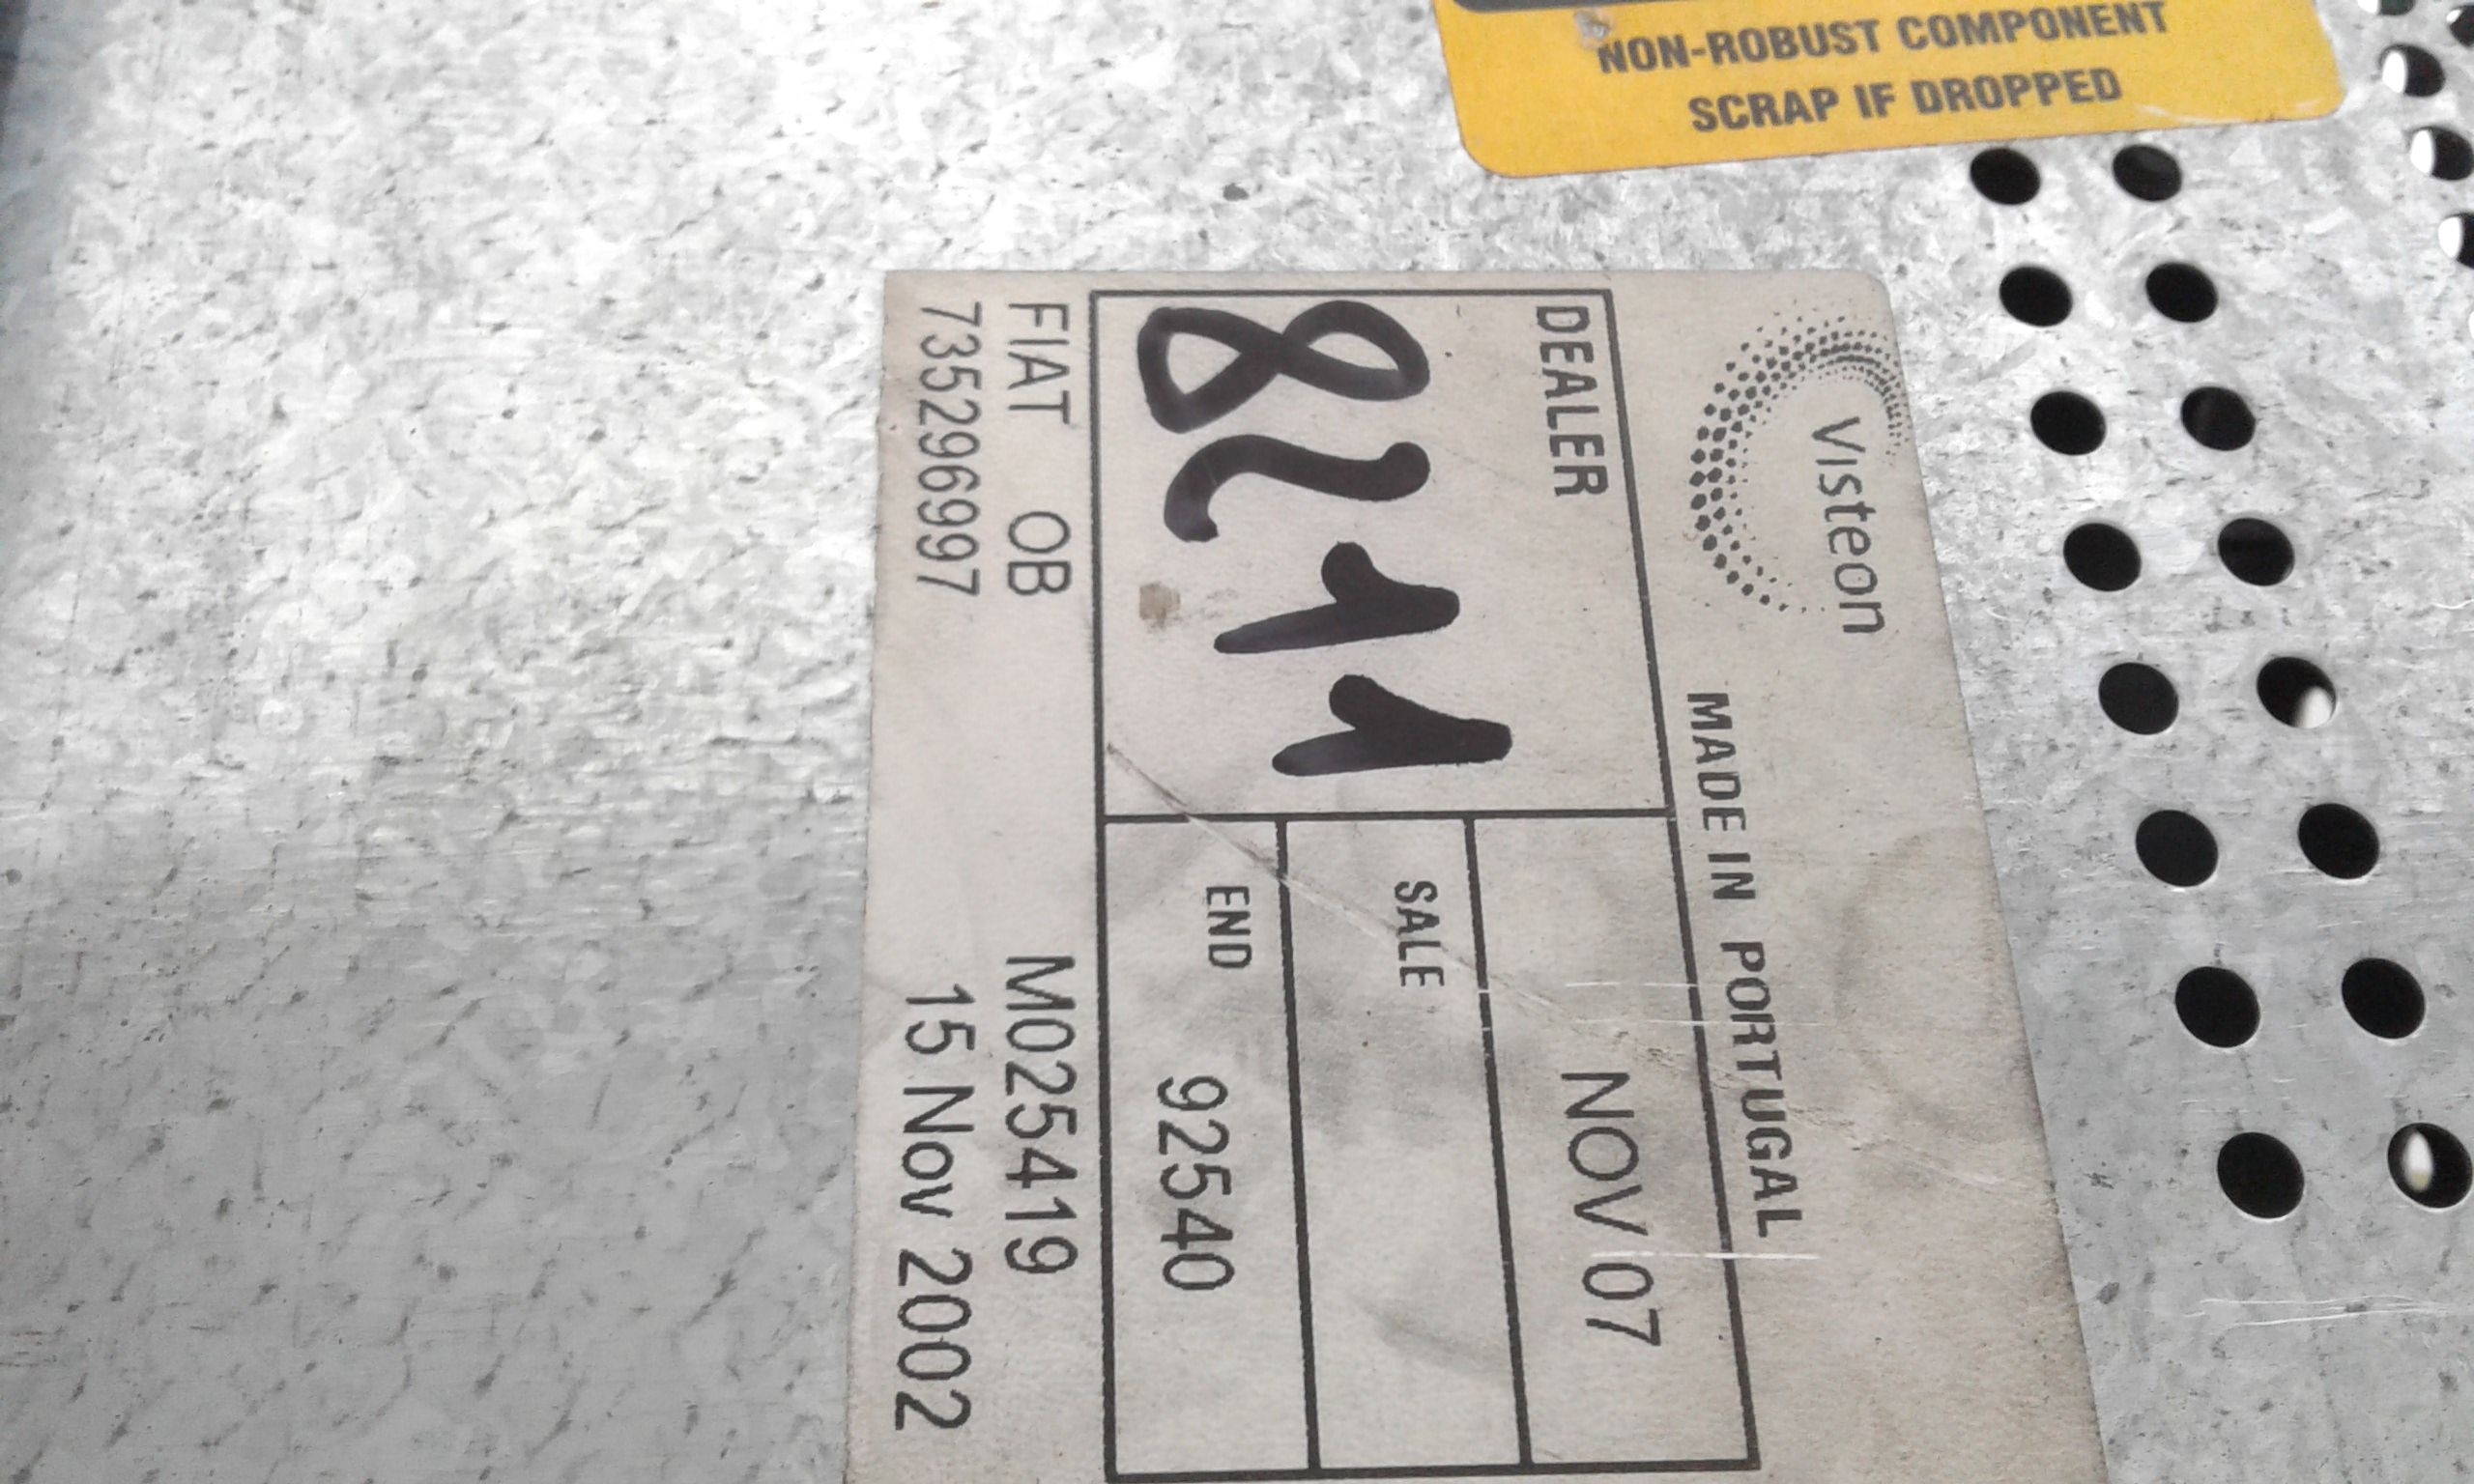 NON-ROBUST COMPONENT
SCRAP IF DROPPED
Visteon
MADE IN PORTUGAL
DEALER
8211
NOV 07
SALE
END 92540
FIAT OB M025419
735296997 15 Nov 2002